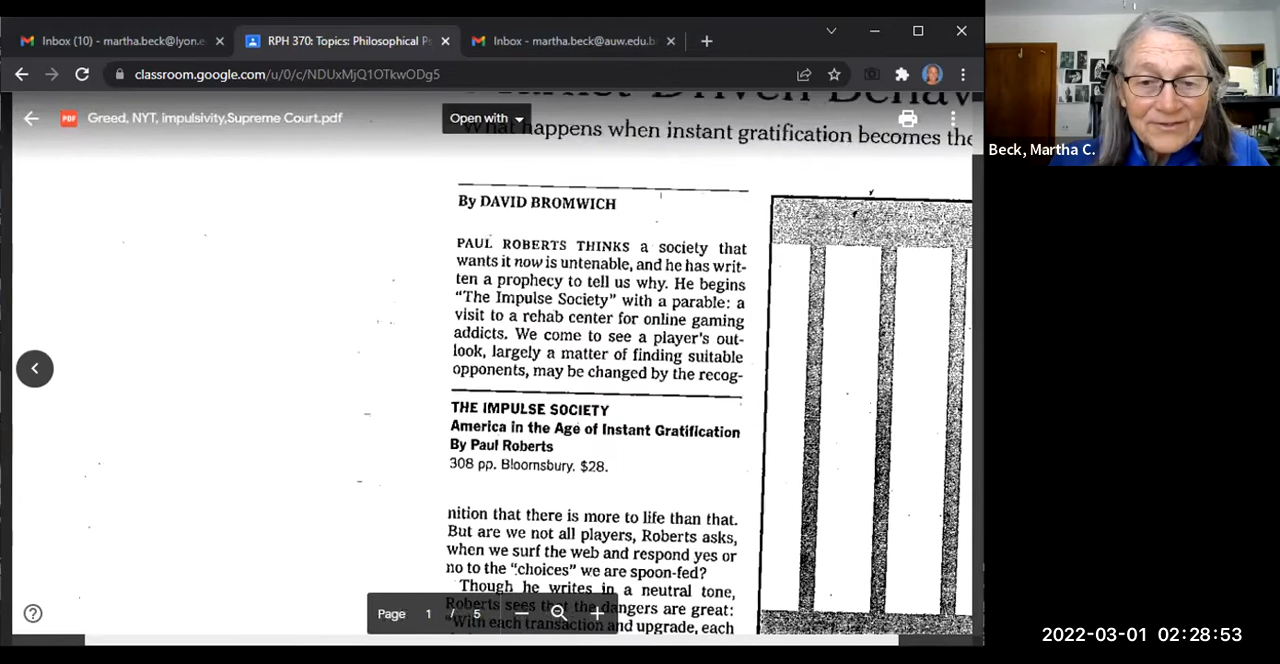 Inbox (10) - martha.beck@lyon.e
RPH 370: Topics: Philosophical P
Inbox - martha.beck@auw.edu.b
classroom.google.com/u/0/c/NDUxMjQ1OTkwODg5
Greed, NYT, impulsivity,Supreme Court.pdf
Open with
Driven Behav
What happens when instant gratification becomes the
By DAVID BROMWICH
PAUL ROBERTS THINKS a society that
wants it now is untenable, and he has writ-
ten a prophecy to tell us why. He begins
"The Impulse Society" with a parable: a
visit to a rehab center for online gaming
addicts. We come to see a player's out-
look, largely a matter of finding suitable
opponents, may be changed by the recog-
THE IMPULSE SOCIETY
America in the Age of Instant Gratification
By Paul Roberts
308 pp. Bloomsbury. $28.
nition that there is more to life than that.
But are we not all players, Roberts asks,
when we surf the web and respond yes or
no to the "choices" we are spoon-fed?
Though he writes in a neutral tone,
Roberts sees that the dangers are great:
"With each transaction and upgrade, each
Page 1 / 5
Beck, Martha C.
2022-03-01 02:28:53